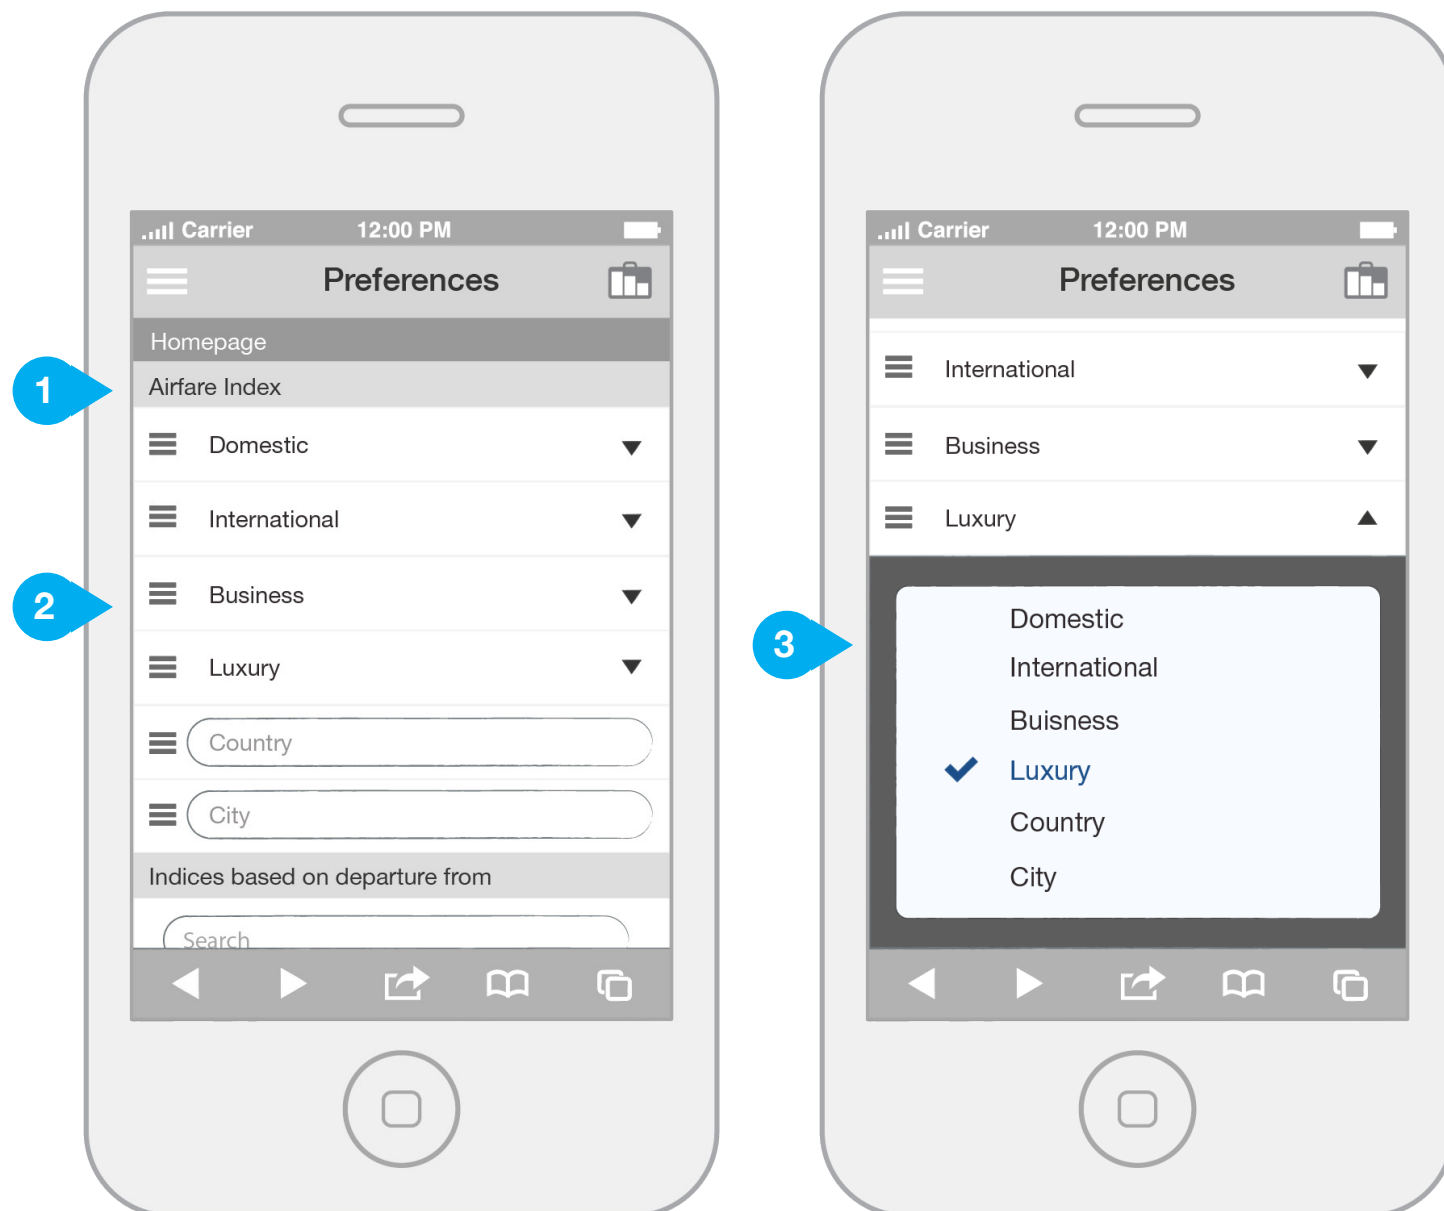 Carrier 12:00 PM
Preferences
Homepage
1
Airfare Index
Domestic
International
2
Business
Luxury
Country
City
Indices based on departure from
Search
Carrier 12:00 PM
Preferences
International
Business
Luxury
3
Domestic
International
Buisness
Luxury
Country
City